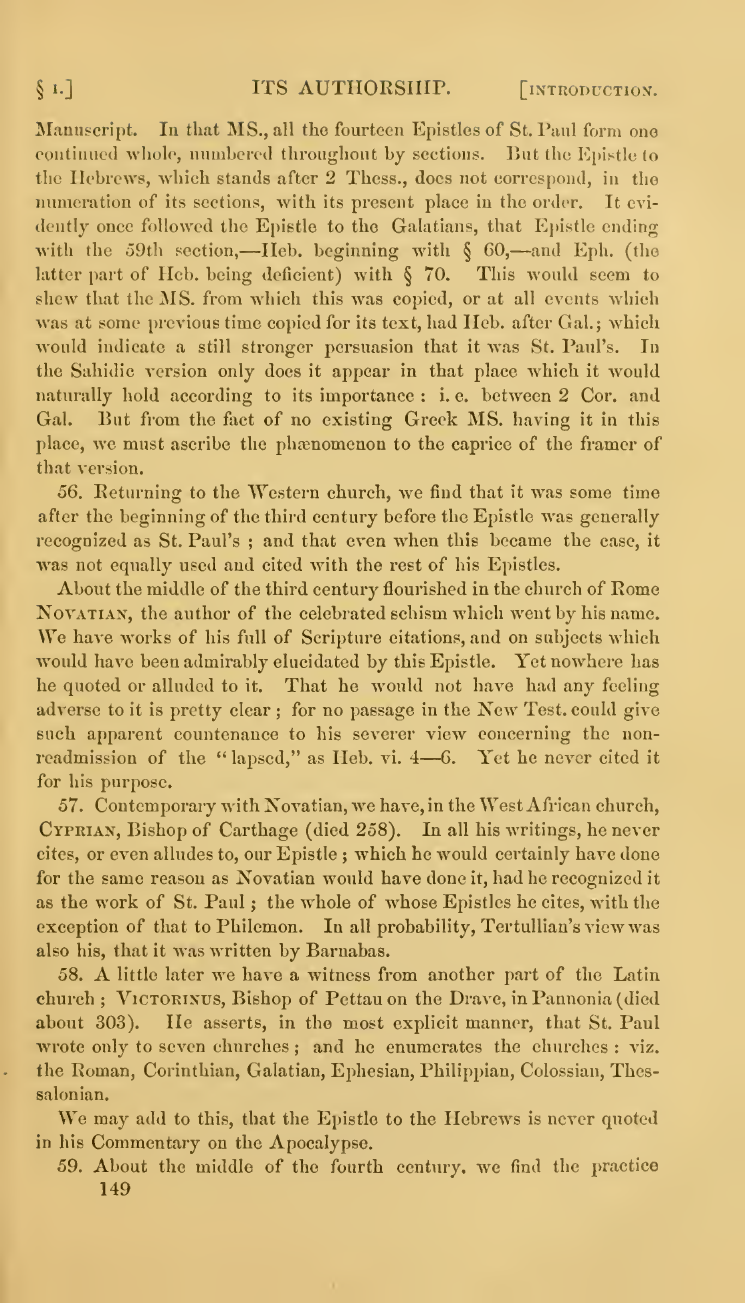 § 1.] ITS AUTHORSHIP. [INTRODUCTION.
Manuscript. In that MS., all the fourteen Epistles of St. Paul form one
continued whole, numbered throughout by sections. But the Epistle to
the Hebrews, which stands after 2 Thess., does not correspond, in the
numeration of its sections, with its present place in the order. It evi-
dently once followed the Epistle to the Galatians, that Epistle ending
with the 59th section,—Heb. beginning with § 60,—and Eph. (the
latter part of Heb. being deficient) with § 70. This would seem to
shew that the MS. from which this was copied, or at all events which
was at some previous time copied for its text, had Heb. after Gal.; which
would indicate a still stronger persuasion that it was St. Paul's. In
the Sahidic version only does it appear in that place which it would
naturally hold according to its importance : i. e. between 2 Cor. and
Gal. But from the fact of no existing Greek MS. having it in this
place, we must ascribe the phænomenon to the caprice of the framer of
that version.
56. Returning to the Western church, we find that it was some time
after the beginning of the third century before the Epistle was generally
recognized as St. Paul's ; and that even when this became the case, it
was not equally used and cited with the rest of his Epistles.
About the middle of the third century flourished in the church of Rome
NOVATIAN, the author of the celebrated schism which went by his name.
We have works of his full of Scripture citations, and on subjects which
would have been admirably elucidated by this Epistle. Yet nowhere has
he quoted or alluded to it. That he would not have had any feeling
adverse to it is pretty clear ; for no passage in the New Test. could give
such apparent countenance to his severer view concerning the non-
readmission of the "lapsed," as Heb. vi. 4—6. Yet he never cited it
for his purpose.
57. Contemporary with Novatian, we have, in the West African church,
CYPRIAN, Bishop of Carthage (died 258). In all his writings, he never
cites, or even alludes to, our Epistle ; which he would certainly have done
for the same reason as Novatian would have done it, had he recognized it
as the work of St. Paul ; the whole of whose Epistles he cites, with the
exception of that to Philemon. In all probability, Tertullian's view was
also his, that it was written by Barnabas.
58. A little later we have a witness from another part of the Latin
church ; VICTORINUS, Bishop of Pettau on the Drave, in Pannonia (died
about 303). He asserts, in the most explicit manner, that St. Paul
wrote only to seven churches ; and he enumerates the churches : viz.
the Roman, Corinthian, Galatian, Ephesian, Philippian, Colossian, Thes-
salonian.
We may add to this, that the Epistle to the Hebrews is never quoted
in his Commentary on the Apocalypse.
59. About the middle of the fourth century, we find the practice
149